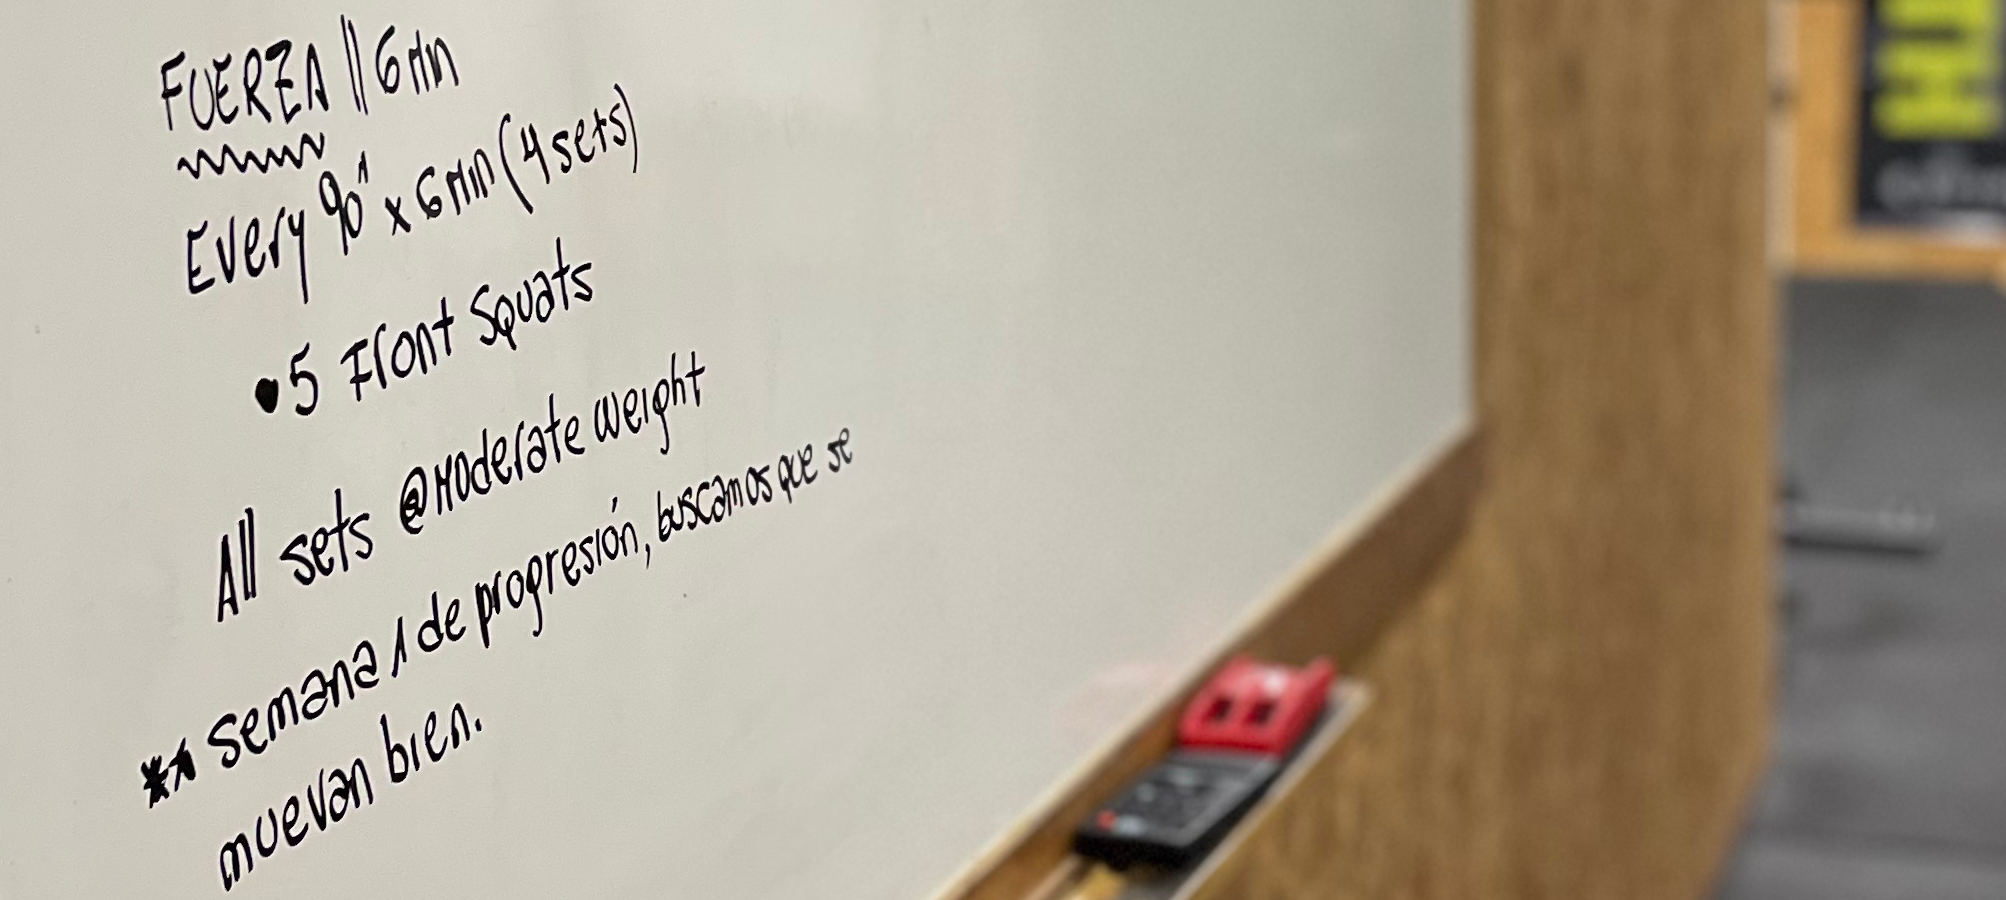 FUERZA || 6 min
Every 90" x 6 min (4 sets)
• 5 Front Squats
All sets @moderate weight
** semana 1 de progresión, buscamos que se
muevan bien.